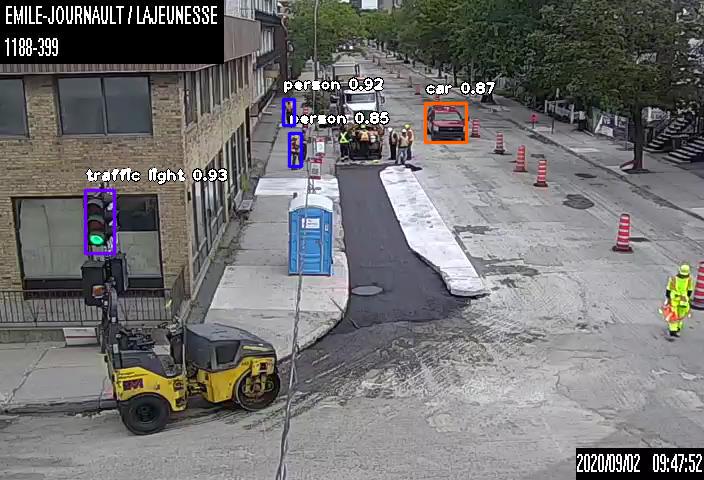 EMILE-JOURNAULT / LAJEUNESSE
1188-399
person 0.92
car 0.87
person 0.85
traffic light 0.93
2020/09/02 09:47:52